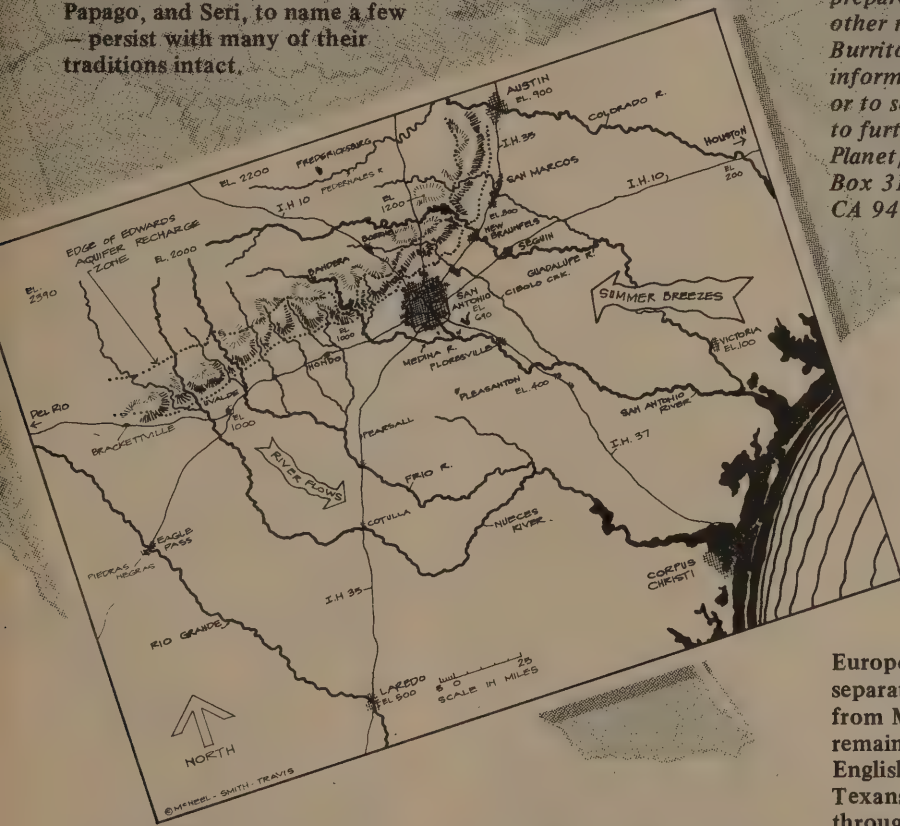 Papago, and Seri, to name a few
— persist with many of their
traditions intact.
other
Burrito
inform
or to s
to furt
Planet
CA 94
AUSTIN
EL. 900
COLORADO R.
HOUSTON
EL 200
I.H. 35
FREDERICKSBURG
EL. 2200
PEDERNALES R
I.H 10
EL 1200
SAN MARCOS
I.H. 10
EL. 800
NEW BRAUNFELS
SEGUIN
GUADALUPE R.
CIBOLO CRK.
SUMMER BREEZES
EDGE OF EDWARDS
AQUIFER RECHARGE
ZONE
EL. 2000
EL. 2390
BOERNE
BANDERA
SAN ANTONIO
EL 690
EL 1000
MEDINA R.
FLORESVILLE
VICTORIA
EL. 100
HONDO
DEL RIO
UVALDE
EL 1000
BRACKETTVILLE
PLEASANTON
EL. 400
SAN ANTONIO
RIVER
PEARSALL
I.H. 37
RIVER FLOWS
FRIO R.
COTULLA
NUECES
RIVER
EAGLE
PASS
PIEDRAS
NEGRAS
CORPUS
CHRISTI
I.H 35
RIO GRANDE
LAREDO
EL 500
5 0 25
SCALE IN MILES
NORTH
© McNEEL-SMITH-TRAVIS
Europe
separat
from M
remain
English
Texans
throug